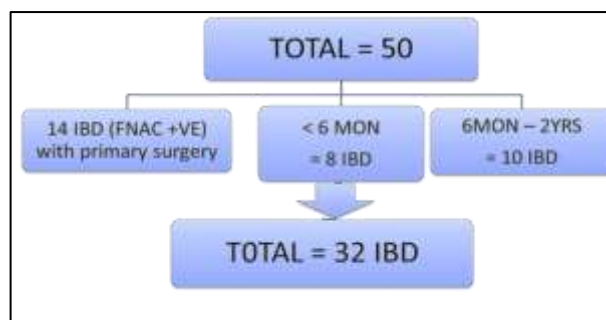 TOTAL = 50
14 IBD (FNAC +VE)
with primary surgery
< 6 MON
= 8 IBD
6MON – 2YRS
= 10 IBD
T0TAL = 32 IBD